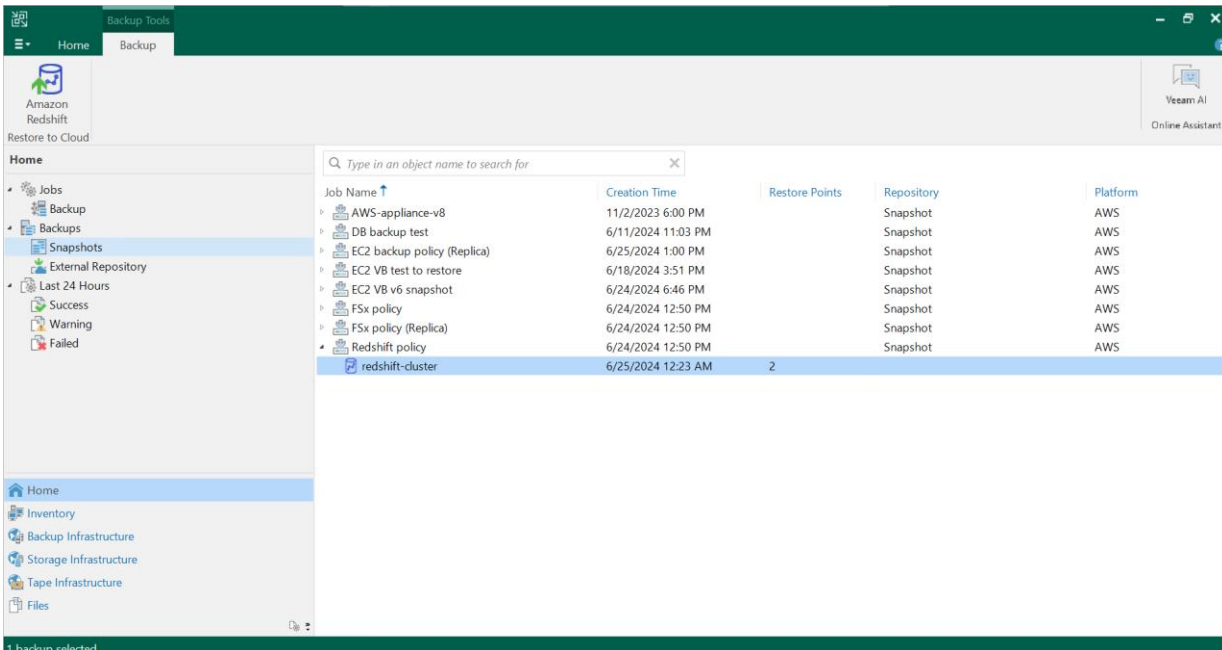 Backup Tools
Home Backup
Amazon
Redshift
Restore to Cloud
Veeam AI
Online Assistant
Home
Jobs
Backup
Backups
Snapshots
External Repository
Last 24 Hours
Success
Warning
Failed
Type in an object name to search for
Job Name Creation Time Restore Points Repository Platform
AWS-appliance-v8 11/2/2023 6:00 PM Snapshot AWS
DB backup test 6/11/2024 11:03 PM Snapshot AWS
EC2 backup policy (Replica) 6/25/2024 1:00 PM Snapshot AWS
EC2 VB test to restore 6/18/2024 3:51 PM Snapshot AWS
EC2 VB v6 snapshot 6/24/2024 6:46 PM Snapshot AWS
FSx policy 6/24/2024 12:50 PM Snapshot AWS
FSx policy (Replica) 6/24/2024 12:50 PM Snapshot AWS
Redshift policy 6/24/2024 12:50 PM Snapshot AWS
redshift-cluster 6/25/2024 12:23 AM 2
Home
Inventory
Backup Infrastructure
Storage Infrastructure
Tape Infrastructure
Files
1 backup selected